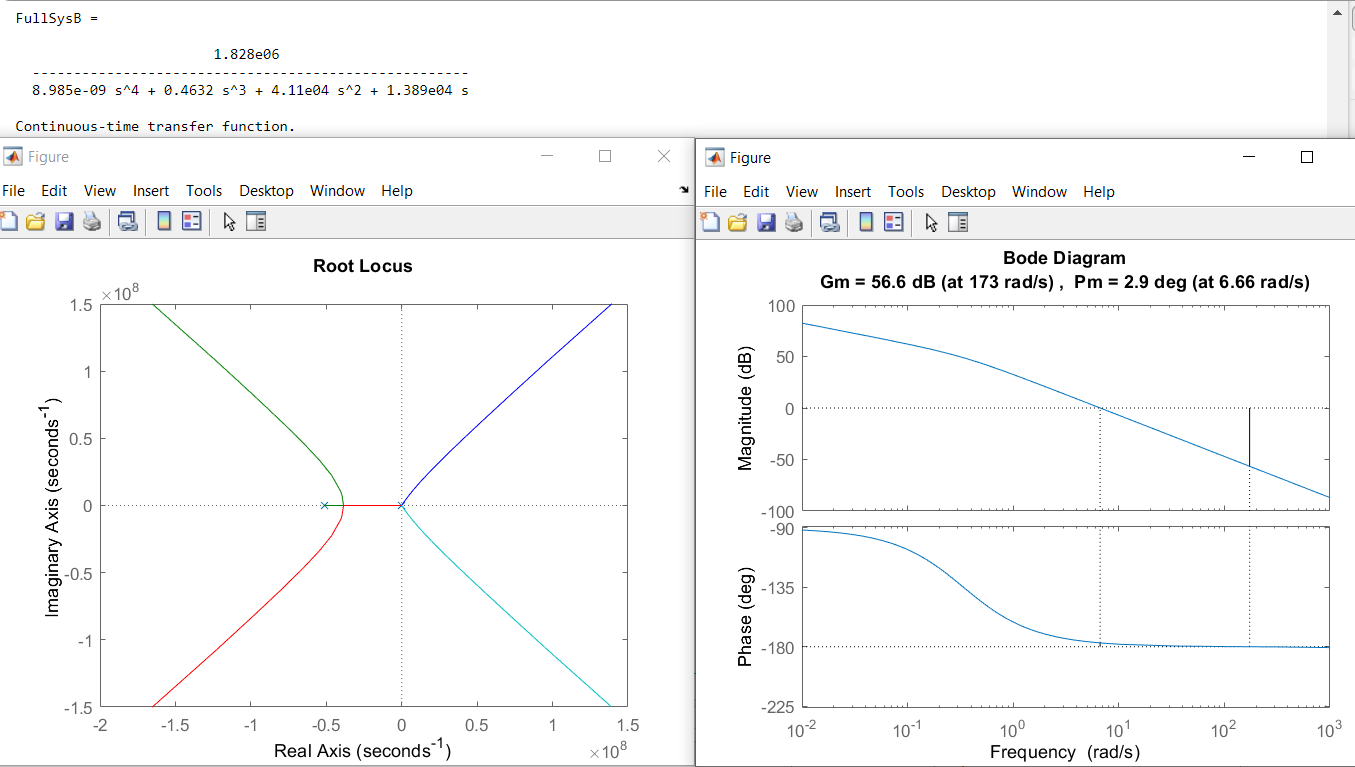 FullSysB =
1.828e06
--------------------------------------------------
8.985e-09 s^4 + 0.4632 s^3 + 4.11e04 s^2 + 1.389e04 s
Continuous-time transfer function.
Figure
File Edit View Insert Tools Desktop Window Help
Root Locus
×10^8
1.5
1
0.5
0
-0.5
-1
-1.5
Imaginary Axis (seconds^-1)
-2 -1.5 -1 -0.5 0 0.5 1 1.5
Real Axis (seconds^-1)
×10^8
Figure
File Edit View Insert Tools Desktop Window Help
Bode Diagram
Gm = 56.6 dB (at 173 rad/s) , Pm = 2.9 deg (at 6.66 rad/s)
100
50
0
-50
-100
Magnitude (dB)
-90
-135
-180
-225
Phase (deg)
10^-2 10^-1 10^0 10^1 10^2 10^3
Frequency (rad/s)